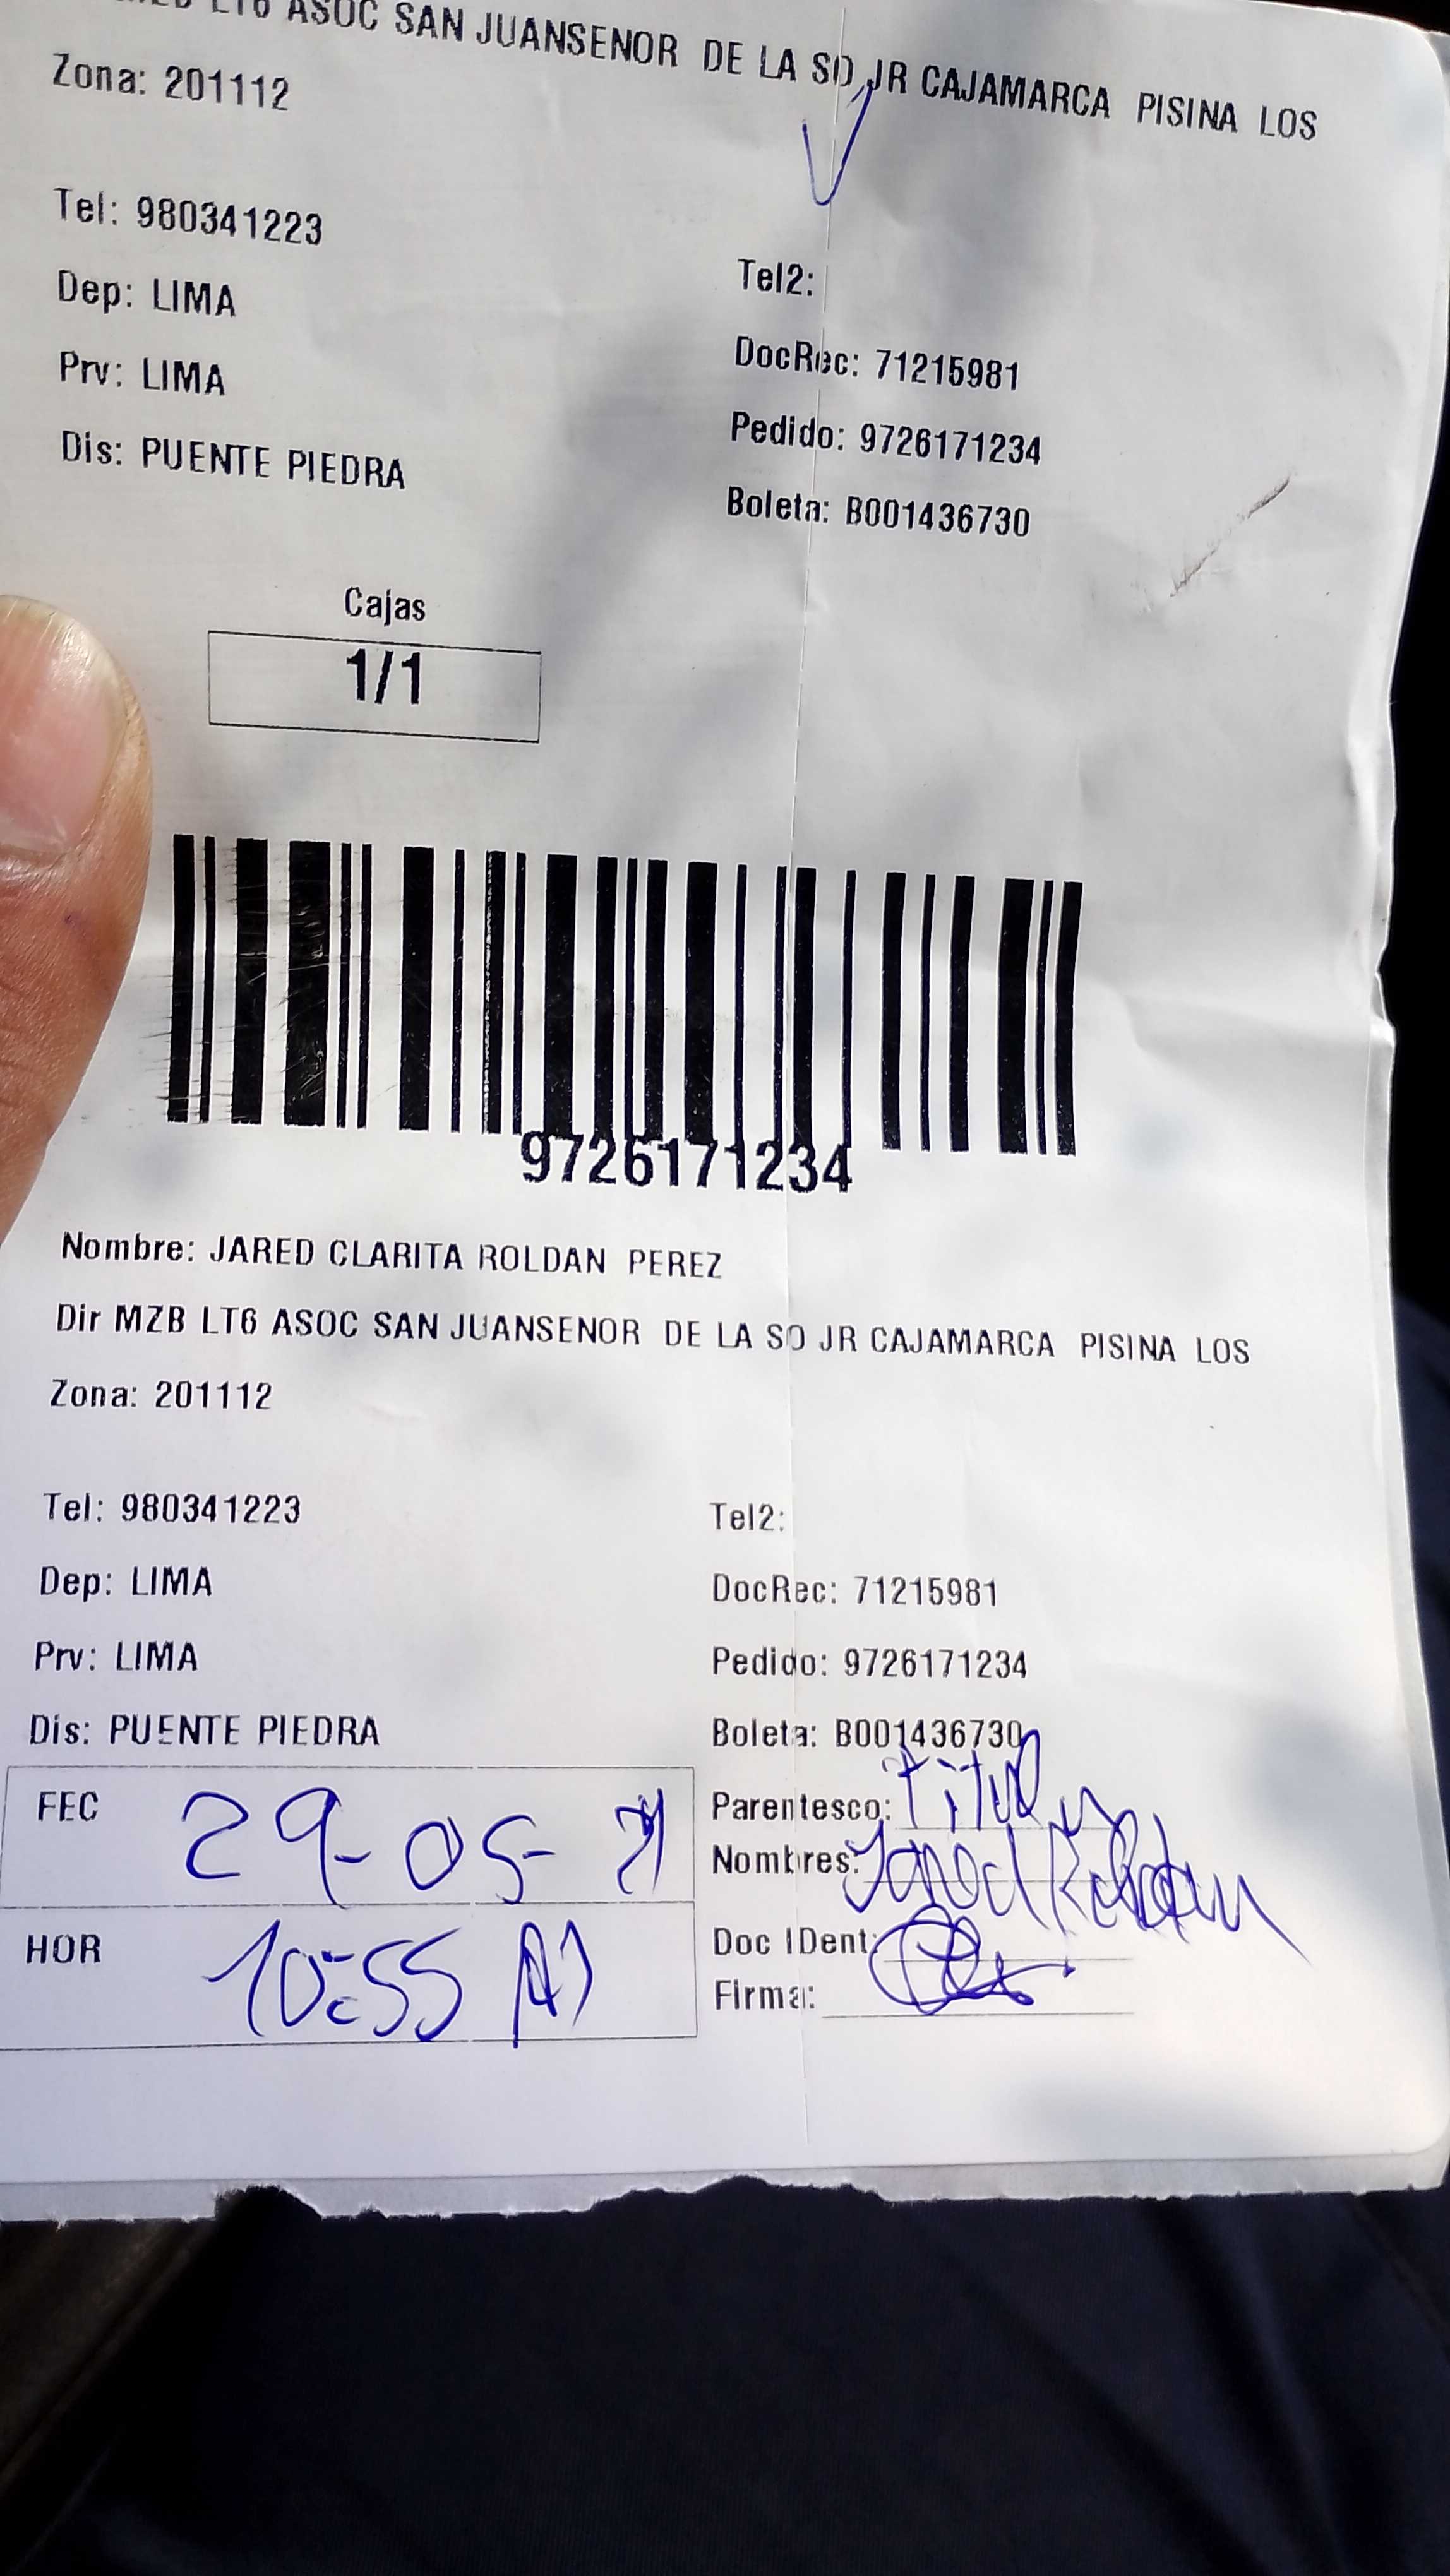 LT6 ASOC SAN JUANSENOR DE LA SO JR CAJAMARCA PISINA LOS
Zona: 201112
Tel: 980341223
Tel2:
Dep: LIMA
DocRec: 71215981
Prv: LIMA
Pedido: 9726171234
Dis: PUENTE PIEDRA
Boleta: B001436730
Cajas
1/1
9726171234
Nombre: JARED CLARITA ROLDAN PEREZ
Dir MZB LT6 ASOC SAN JUANSENOR DE LA SO JR CAJAMARCA PISINA LOS
Zona: 201112
Tel: 980341223
Tel2:
Dep: LIMA
DocRec: 71215981
Prv: LIMA
Pedido: 9726171234
Dis: PUENTE PIEDRA
Boleta: B001436730
FEC 29-05-21
Parentesco: titul
Nombres: Jared Roldan
HOR 10:55
Doc IDent:
Firma: